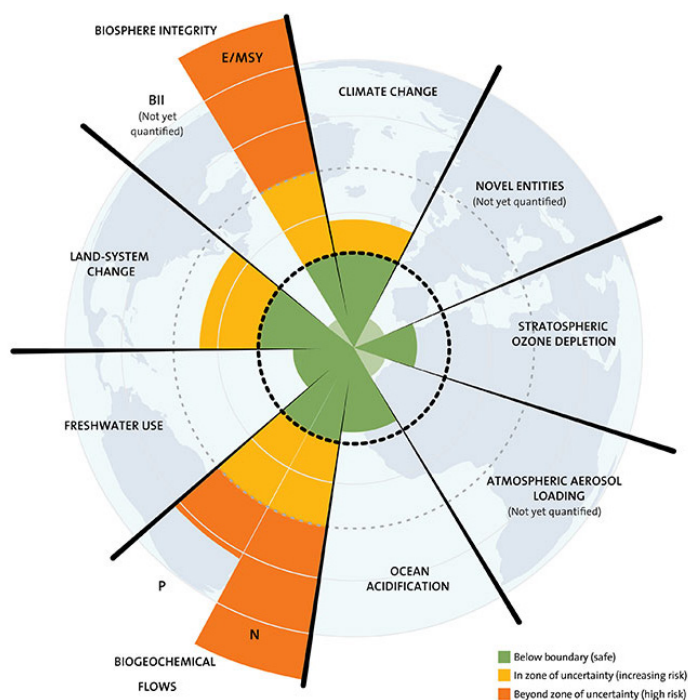 BIOSPHERE INTEGRITY
E/MSY
BII
(Not yet
quantified)
CLIMATE CHANGE
NOVEL ENTITIES
(Not yet quantified)
LAND-SYSTEM
CHANGE
STRATOSPHERIC
OZONE DEPLETION
FRESHWATER USE
ATMOSPHERIC AEROSOL
LOADING
(Not yet quantified)
OCEAN
ACIDIFICATION
P
N
BIOGEOCHEMICAL
FLOWS
Below boundary (safe)
In zone of uncertainty (increasing risk)
Beyond zone of uncertainty (high risk)